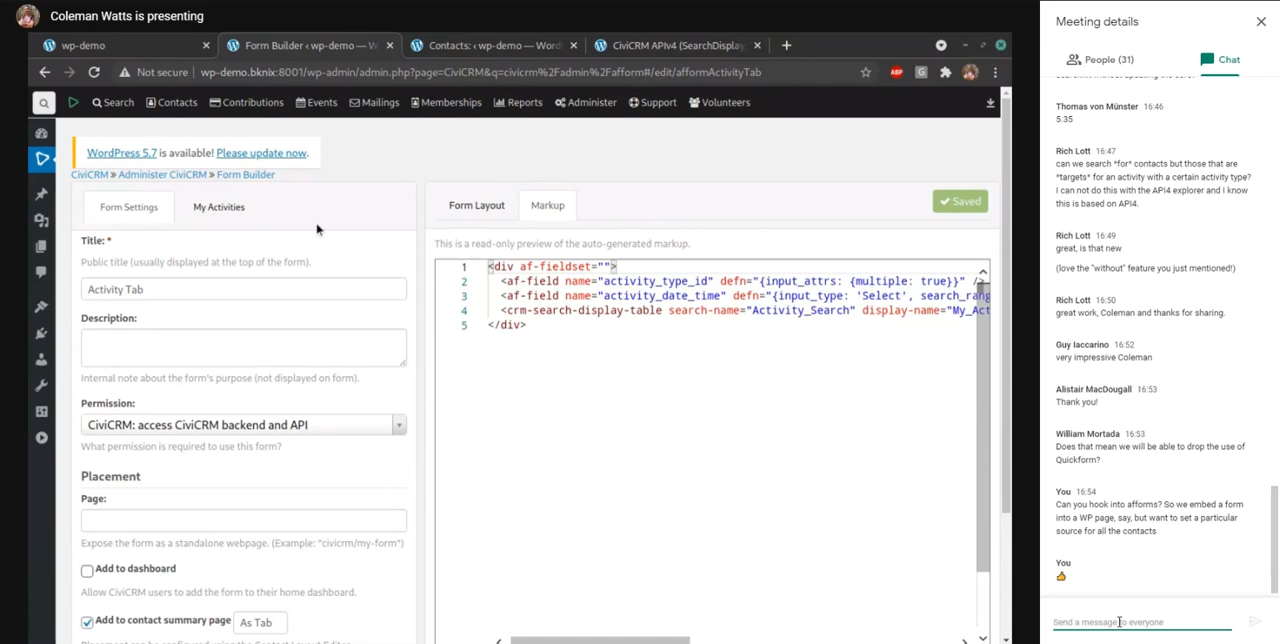 Coleman Watts is presenting
wp-demo
Form Builder ‹ wp-demo — W
Contacts: ‹ wp-demo — Word
CiviCRM APIv4 (SearchDisplay
Not secure
wp-demo.bknix:8001/wp-admin/admin.php?page=CiviCRM&q=civicrm%2Fadmin%2Fafform#/edit/afformActivityTab
ABP
G
Search
Contacts
Contributions
Events
Mailings
Memberships
Reports
Administer
Support
Volunteers
WordPress 5.7 is available! Please update now.
CiviCRM » Administer CiviCRM » Form Builder
Form Settings
My Activities
Title: *
Public title (usually displayed at the top of the form).
Activity Tab
Description:
Internal note about the form's purpose (not displayed on form).
Permission:
CiviCRM: access CiviCRM backend and API
What permission is required to use this form?
Placement
Page:
Expose the form as a standalone webpage. (Example: "civicrm/my-form")
Add to dashboard
Allow CiviCRM users to add the form to their home dashboard.
Add to contact summary page
As Tab
Form Layout
Markup
Saved
This is a read-only preview of the auto-generated markup.
1 <div af-fieldset="">
2 <af-field name="activity_type_id" defn="{input_attrs: {multiple: true}}" />
3 <af-field name="activity_date_time" defn="{input_type: 'Select', search_rang
4 <crm-search-display-table search-name="Activity_Search" display-name="My_Act
5 </div>
Meeting details
People (31)
Chat
Thomas von Münster 16:46
5.35
Rich Lott 16:47
can we search *for* contacts but those that are
*targets* for an activity with a certain activity type?
I can not do this with the API4 explorer and I know
this is based on API4.
Rich Lott 16:49
great, is that new
(love the "without" feature you just mentioned!)
Rich Lott 16:50
great work, Coleman and thanks for sharing.
Guy Iaccarino 16:52
very impressive Coleman
Alistair MacDougall 16:53
Thank you!
William Mortada 16:53
Does that mean we will be able to drop the use of
Quickform?
You 16:54
Can you hook into afforms? So we embed a form
into a WP page, say, but want to set a particular
source for all the contacts
You
👍
Send a message to everyone